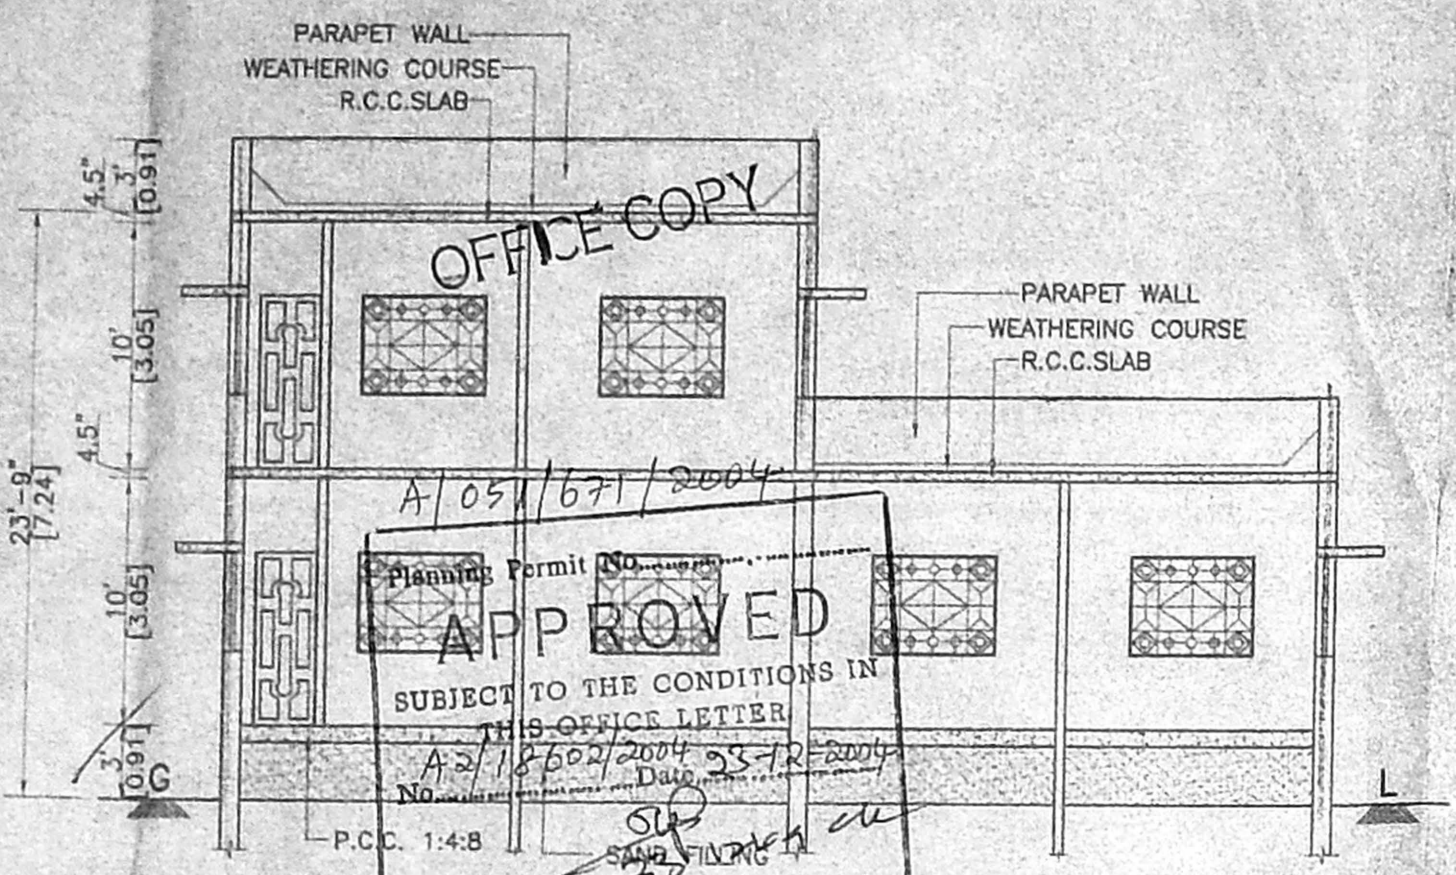 PARAPET WALL
WEATHERING COURSE
R.C.C.SLAB
4.5"
3'
[0.91]
OFFICE COPY
PARAPET WALL
WEATHERING COURSE
R.C.C.SLAB
10'
[3.05]
4.5"
23'-9"
[7.24]
A/051/671/2004
Planning Permit No.
APPROVED
SUBJECT TO THE CONDITIONS IN
THIS OFFICE LETTER
A2/18602/2004 23-12-2004
No. Date
10'
[3.05]
3'
[0.91]
G
L
P.C.C. 1:4:8
SAND FILLING